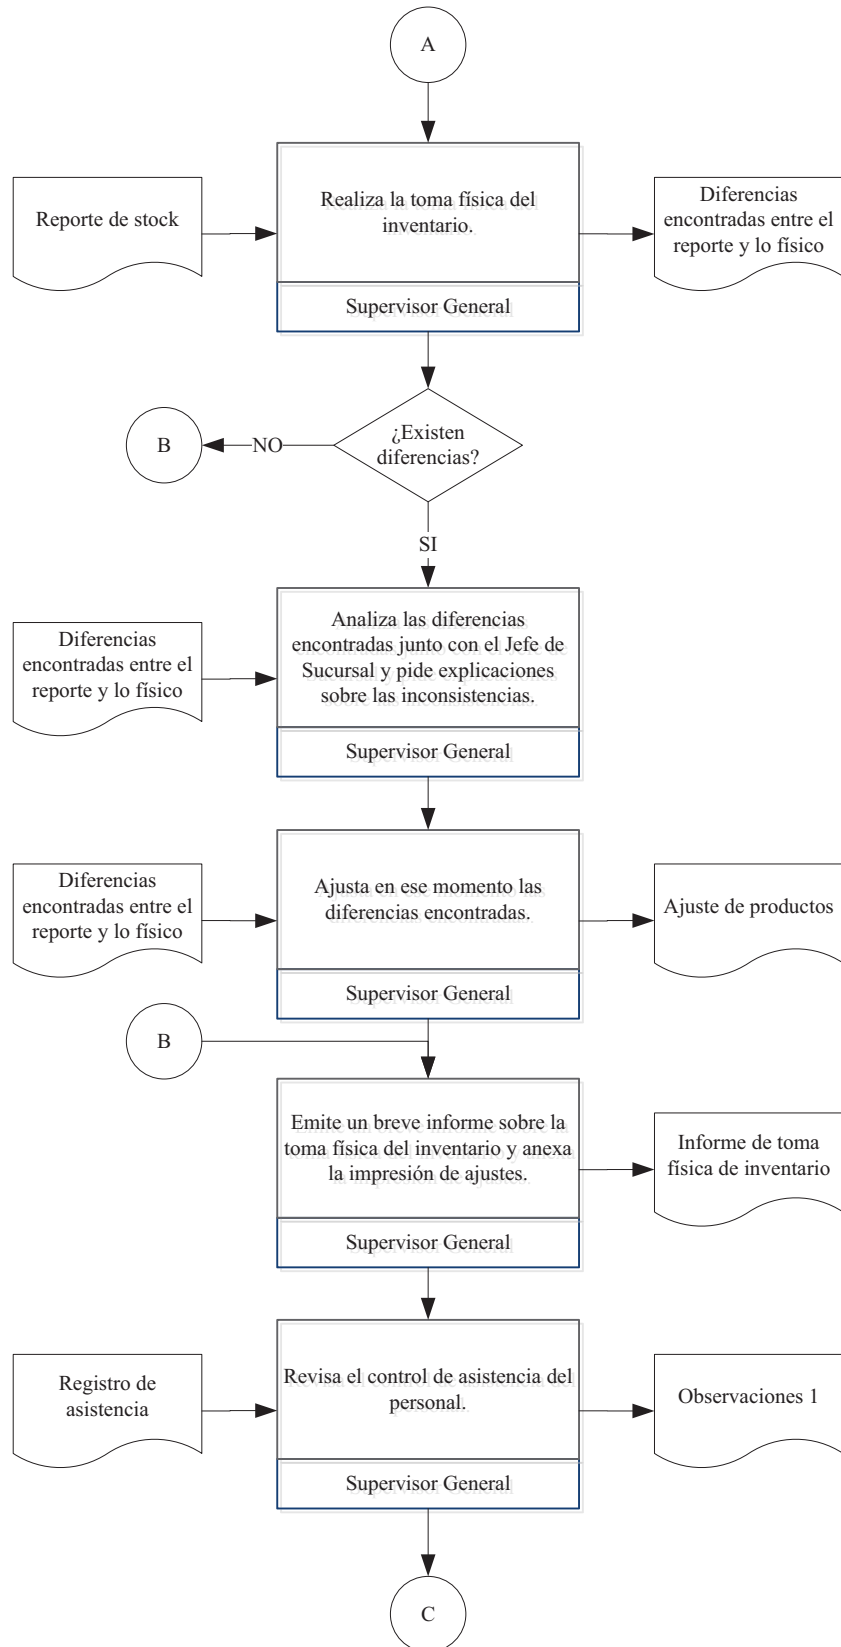 A
Reporte de stock
Realiza la toma física del
inventario.
Supervisor General
Diferencias
encontradas entre el
reporte y lo físico
¿Existen
diferencias?
NO
B
SI
Diferencias
encontradas entre el
reporte y lo físico
Analiza las diferencias
encontradas junto con el Jefe de
Sucursal y pide explicaciones
sobre las inconsistencias.
Supervisor General
Diferencias
encontradas entre el
reporte y lo físico
Ajusta en ese momento las
diferencias encontradas.
Supervisor General
Ajuste de productos
B
Emite un breve informe sobre la
toma física del inventario y anexa
la impresión de ajustes.
Supervisor General
Informe de toma
física de inventario
Registro de
asistencia
Revisa el control de asistencia del
personal.
Supervisor General
Observaciones 1
C